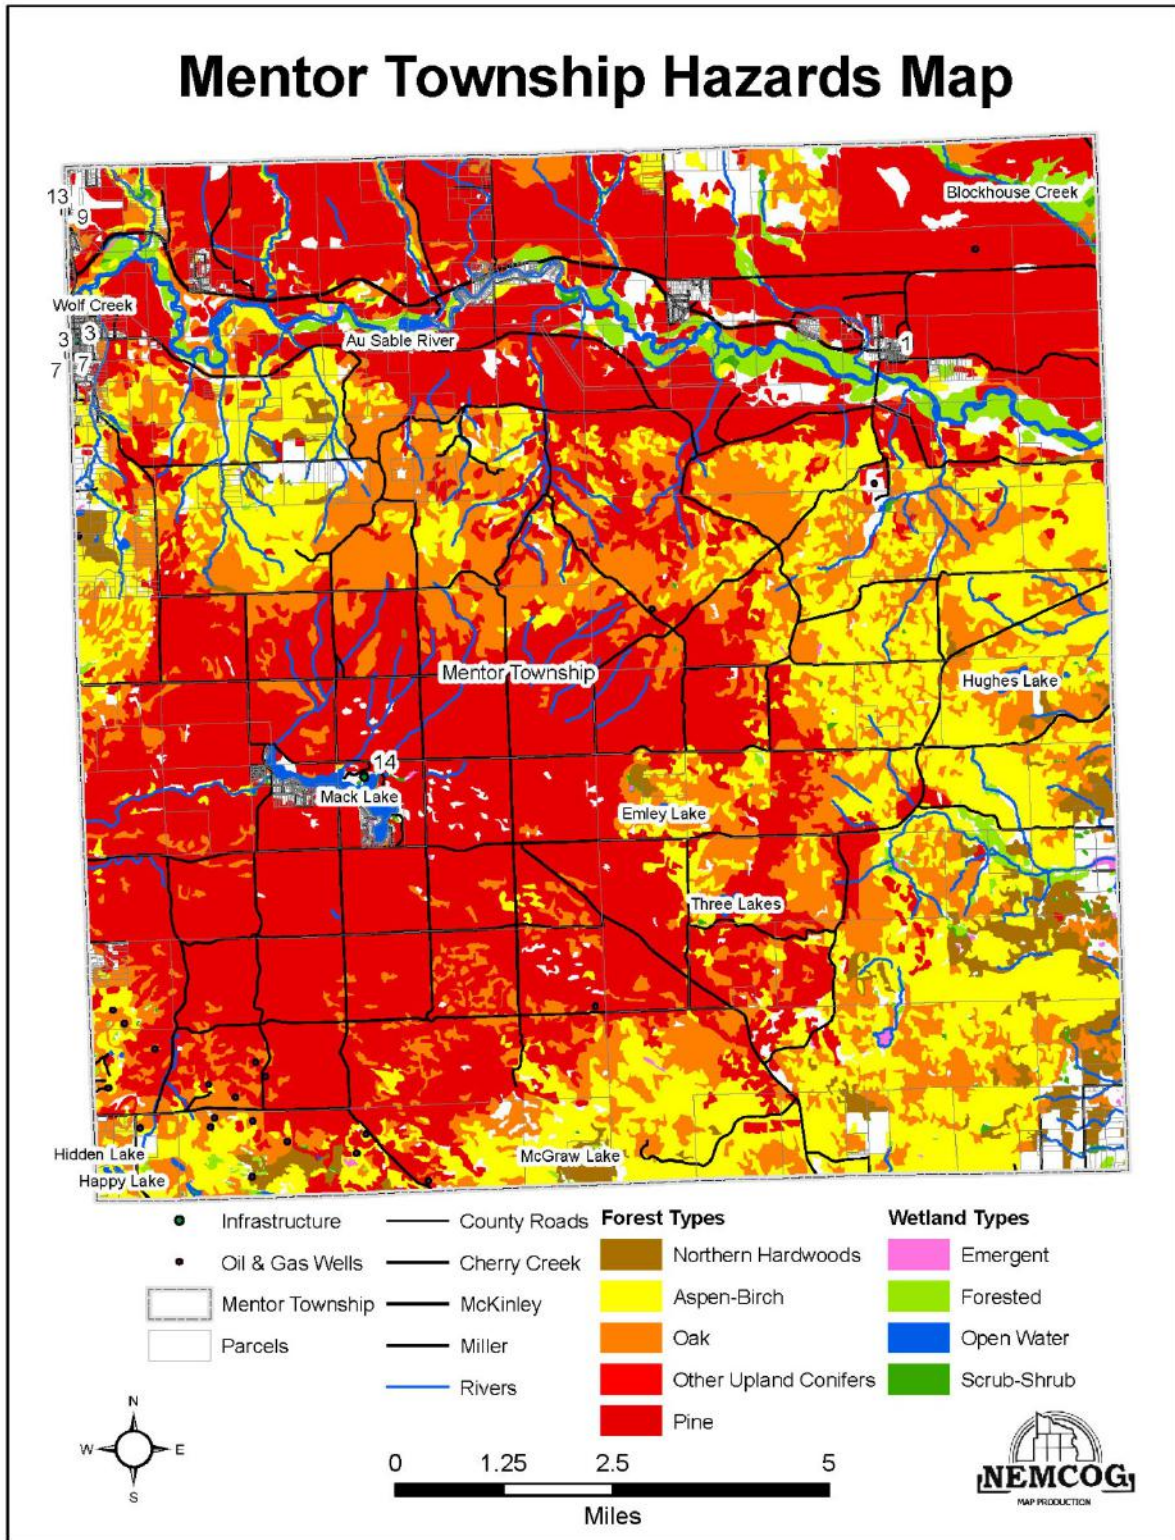 Mentor Township Hazards Map
Blockhouse Creek
13
9
Wolf Creek
3
3
7
7
Au Sable River
1
Mentor Township
Hughes Lake
14
Mack Lake
Emley Lake
Three Lakes
Hidden Lake
Happy Lake
McGraw Lake
Infrastructure
Oil & Gas Wells
Mentor Township
Parcels
County Roads
Cherry Creek
McKinley
Miller
Rivers
Forest Types
Northern Hardwoods
Aspen-Birch
Oak
Other Upland Conifers
Pine
Wetland Types
Emergent
Forested
Open Water
Scrub-Shrub
N
W
E
S
0 1.25 2.5 5
Miles
NEMCOG
MAP PRODUCTION